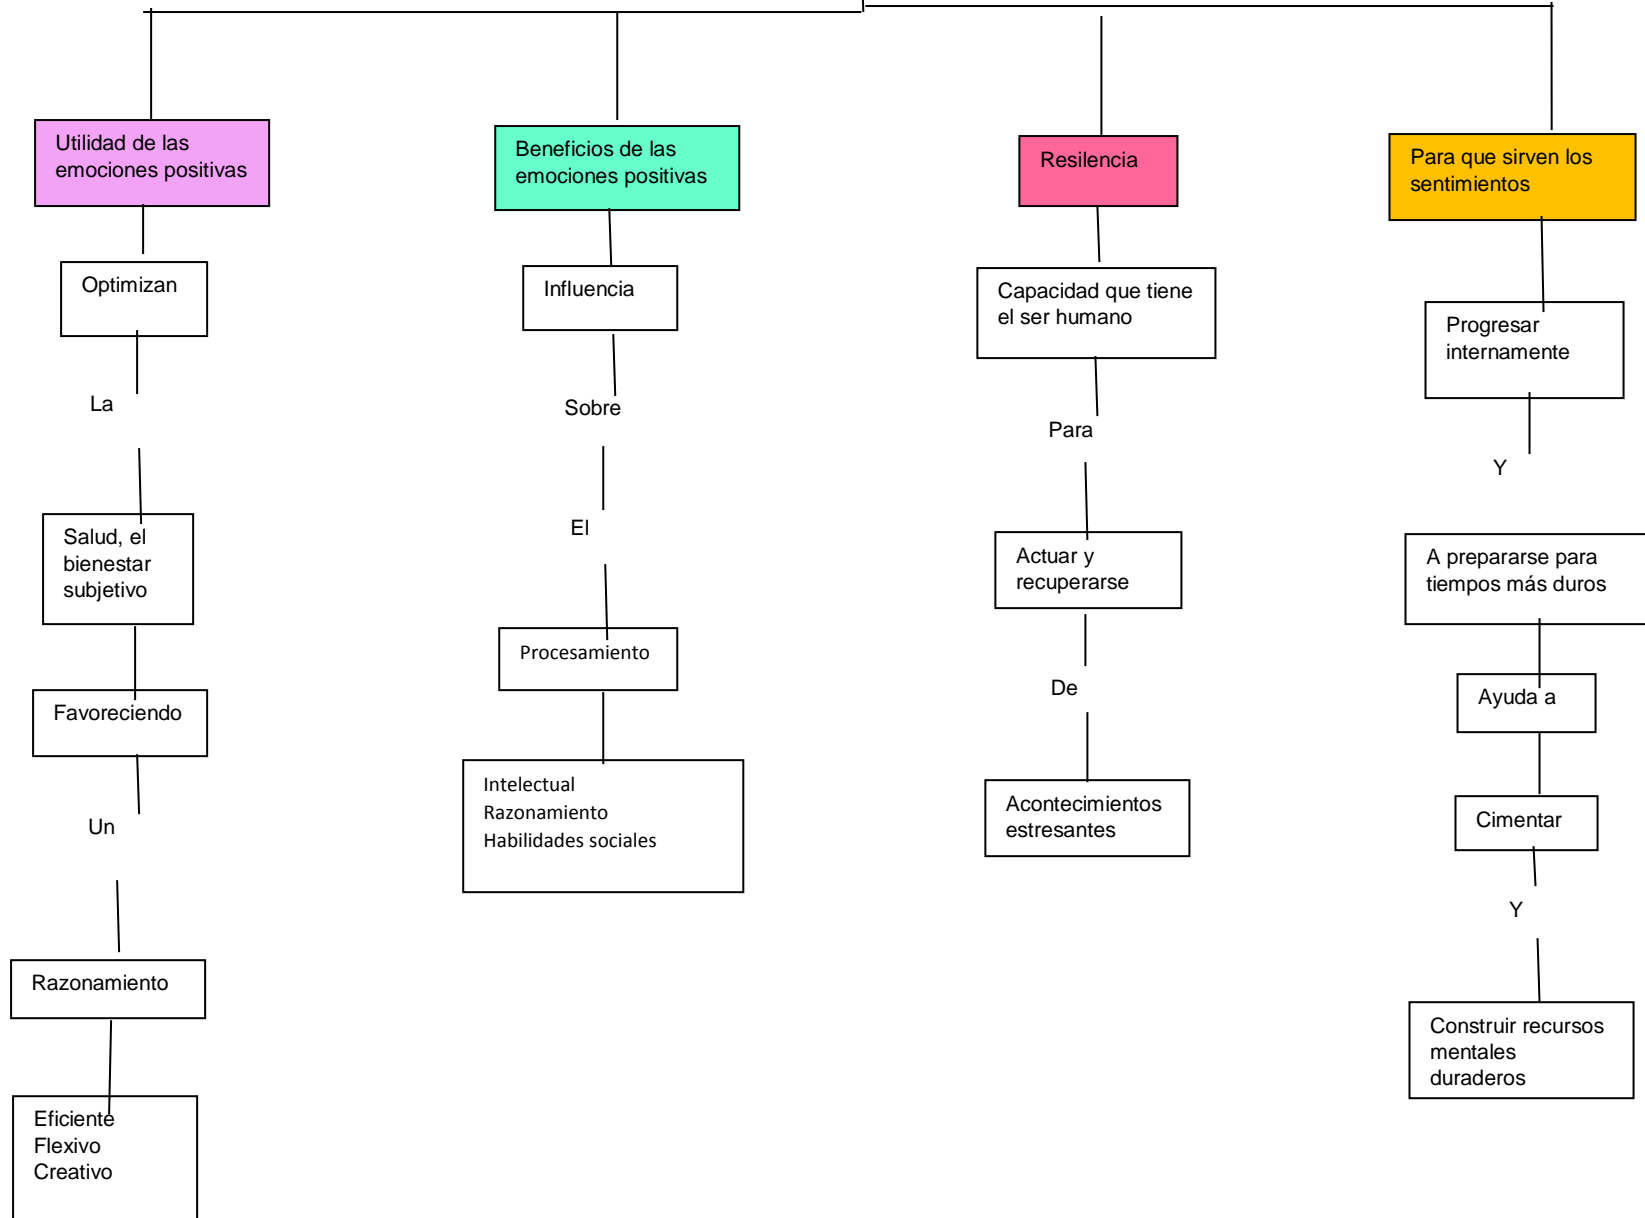 Utilidad de las
emociones positivas
Optimizan
La
Salud, el
bienestar
subjetivo
Favoreciendo
Un
Razonamiento
Eficiente
Flexivo
Creativo
Beneficios de las
emociones positivas
Influencia
Sobre
El
Procesamiento
Intelectual
Razonamiento
Habilidades sociales
Resilencia
Capacidad que tiene
el ser humano
Para
Actuar y
recuperarse
De
Acontecimientos
estresantes
Para que sirven los
sentimientos
Progresar
internamente
Y
A prepararse para
tiempos más duros
Ayuda a
Cimentar
Y
Construir recursos
mentales
duraderos